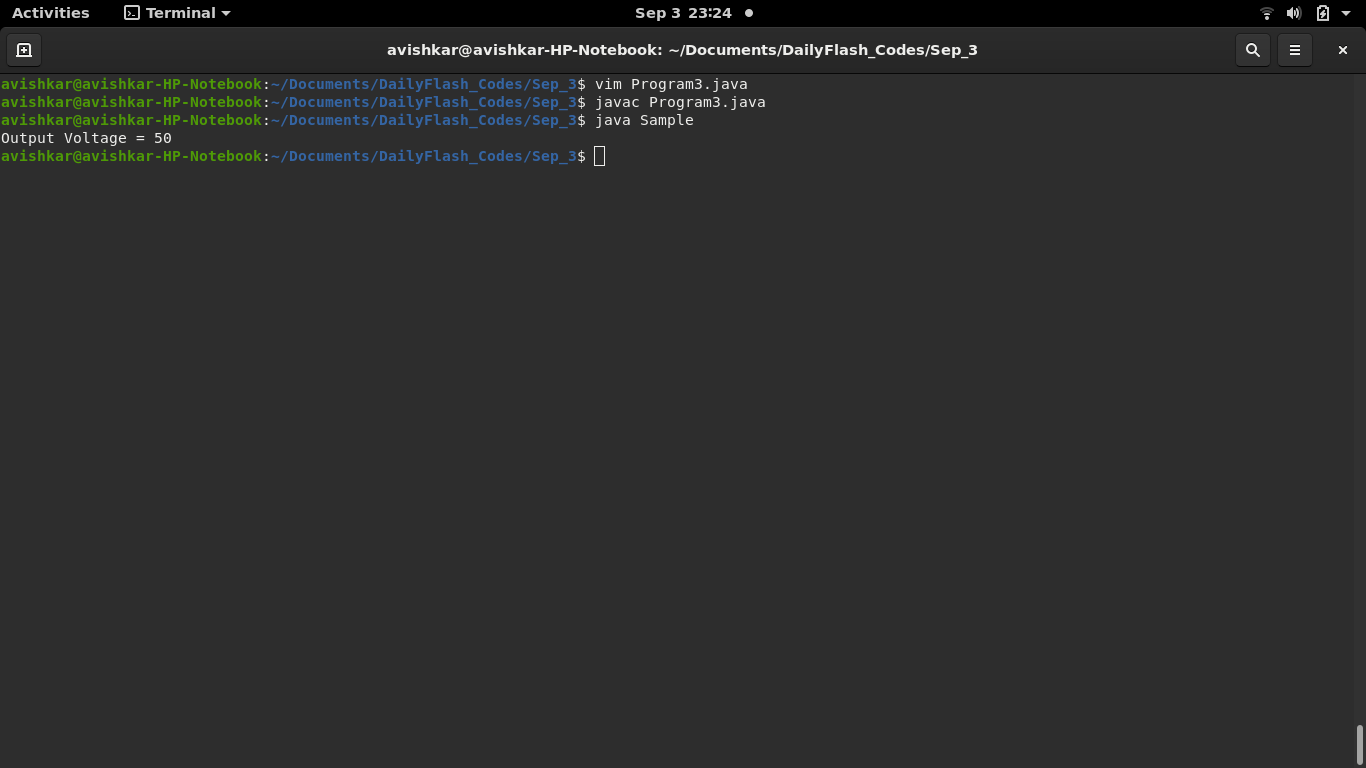 Activities Terminal Sep 3 23:24
avishkar@avishkar-HP-Notebook: ~/Documents/DailyFlash_Codes/Sep_3
avishkar@avishkar-HP-Notebook:~/Documents/DailyFlash_Codes/Sep_3$ vim Program3.java
avishkar@avishkar-HP-Notebook:~/Documents/DailyFlash_Codes/Sep_3$ javac Program3.java
avishkar@avishkar-HP-Notebook:~/Documents/DailyFlash_Codes/Sep_3$ java Sample
Output Voltage = 50
avishkar@avishkar-HP-Notebook:~/Documents/DailyFlash_Codes/Sep_3$